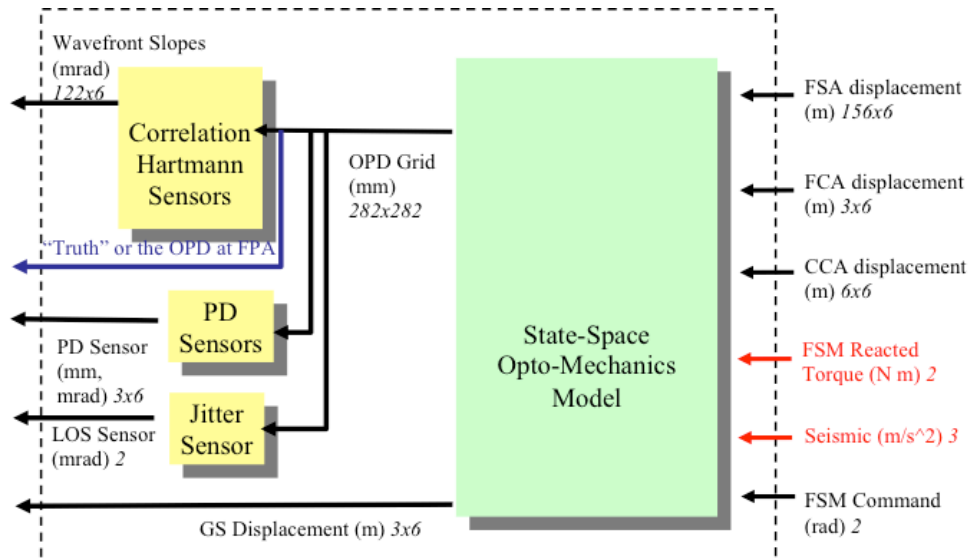 Wavefront Slopes
(mrad)
122x6
Correlation
Hartmann
Sensors
OPD Grid
(mm)
282x282
"Truth" or the OPD at FPA
PD
Sensors
PD Sensor
(mm,
mrad) 3x6
Jitter
Sensor
LOS Sensor
(mrad) 2
GS Displacement (m) 3x6
State-Space
Opto-Mechanics
Model
FSA displacement
(m) 156x6
FCA displacement
(m) 3x6
CCA displacement
(m) 6x6
FSM Reacted
Torque (N m) 2
Seismic (m/s^2) 3
FSM Command
(rad) 2